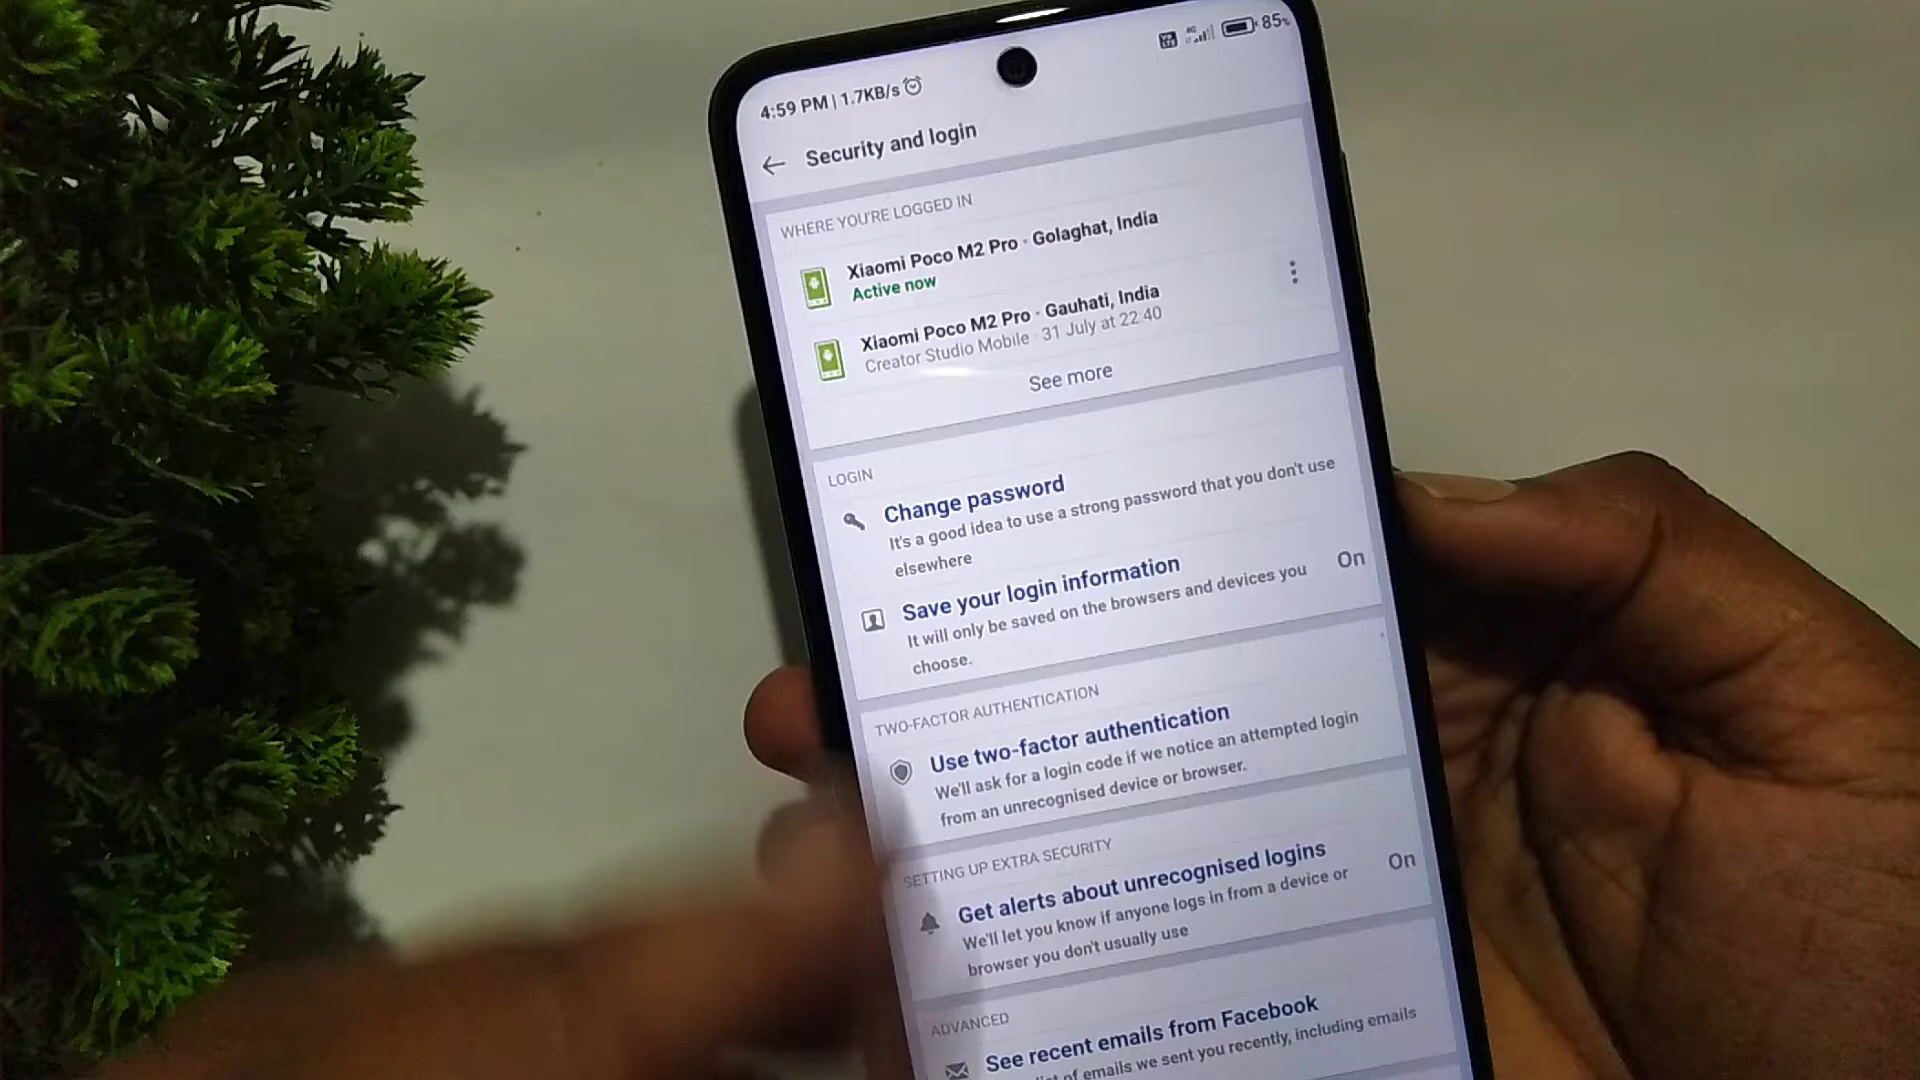 4:59 PM | 1.7KB/s
85%
Security and login
WHERE YOU'RE LOGGED IN
Xiaomi Poco M2 Pro · Golaghat, India
Active now
Xiaomi Poco M2 Pro · Gauhati, India
Creator Studio Mobile · 31 July at 22:40
See more
LOGIN
Change password
It's a good idea to use a strong password that you don't use
elsewhere
Save your login information
On
It will only be saved on the browsers and devices you
choose.
TWO-FACTOR AUTHENTICATION
Use two-factor authentication
We'll ask for a login code if we notice an attempted login
from an unrecognised device or browser.
SETTING UP EXTRA SECURITY
Get alerts about unrecognised logins
On
We'll let you know if anyone logs in from a device or
browser you don't usually use
ADVANCED
See recent emails from Facebook
list of emails we sent you recently, including emails